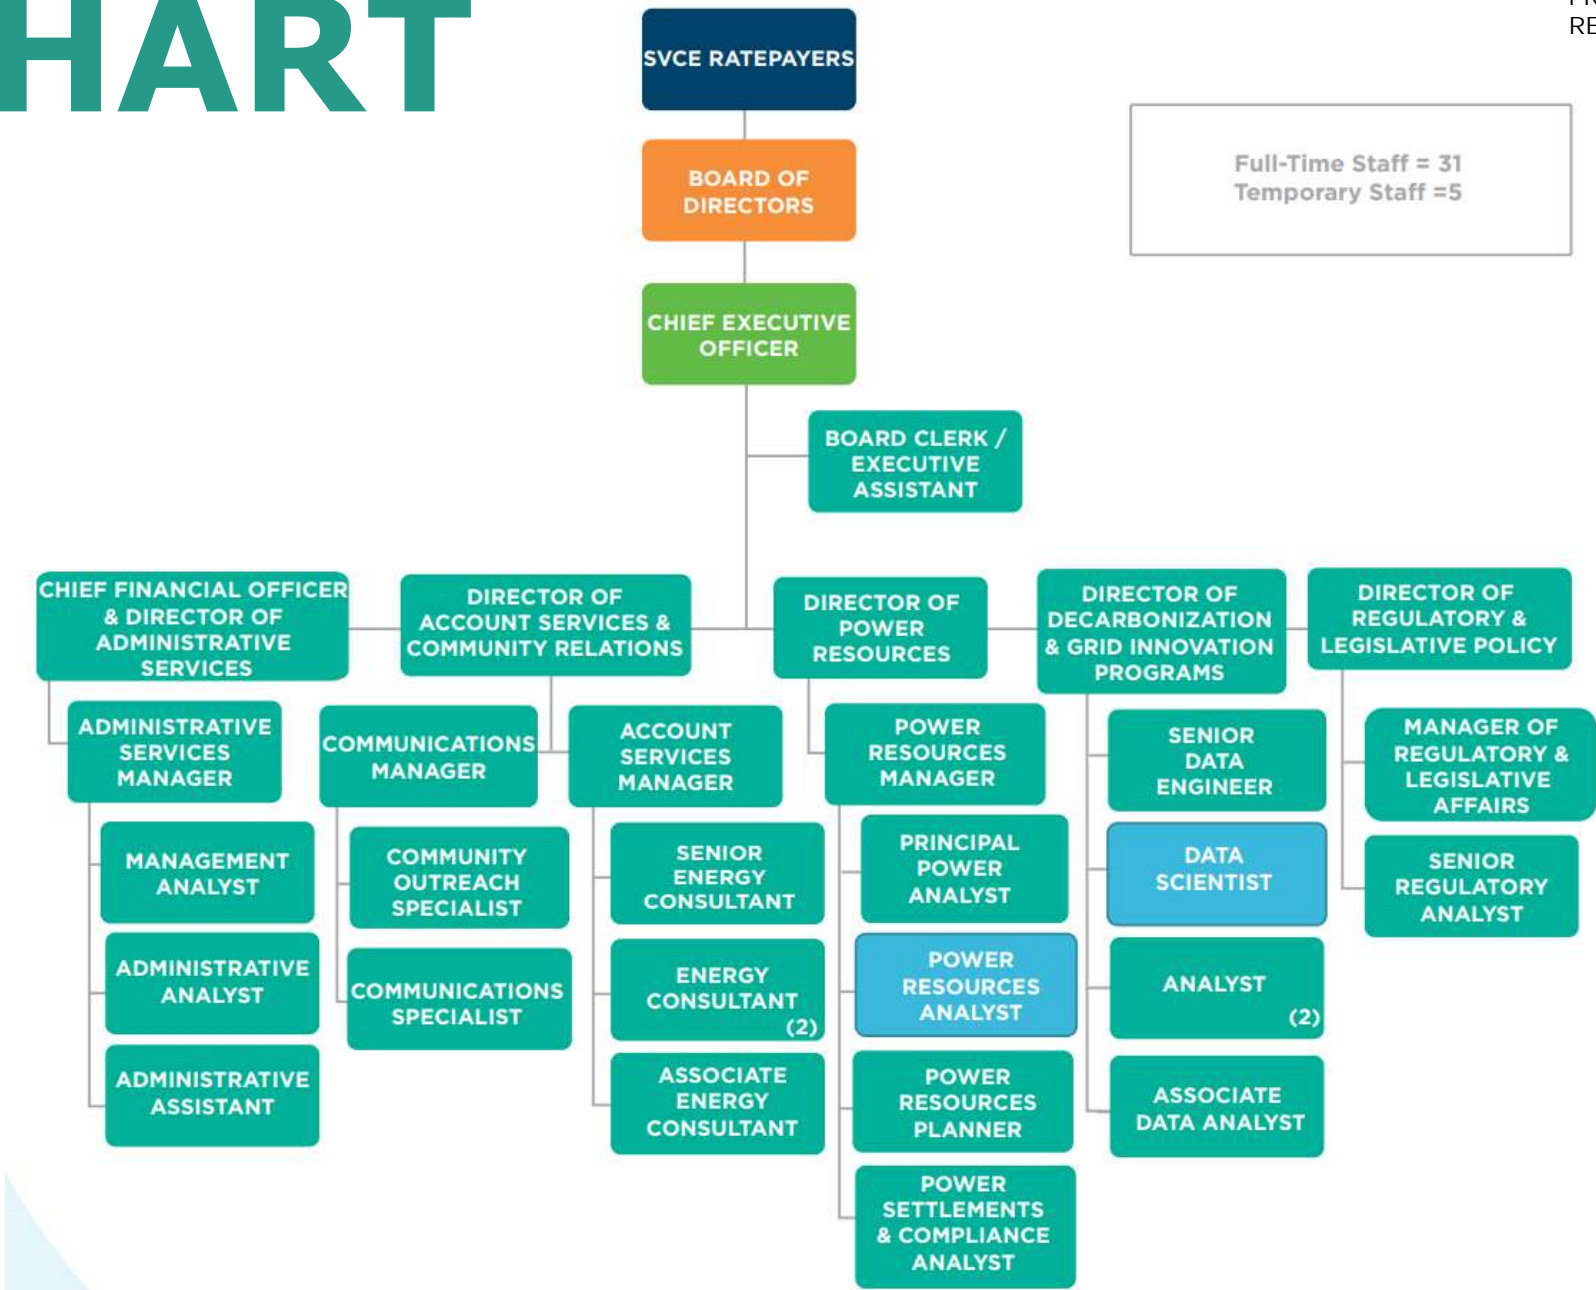 HART
RE
SVCE RATEPAYERS
Full-Time Staff = 31
Temporary Staff =5
BOARD OF
DIRECTORS
CHIEF EXECUTIVE
OFFICER
BOARD CLERK /
EXECUTIVE
ASSISTANT
CHIEF FINANCIAL OFFICER
& DIRECTOR OF
ADMINISTRATIVE
SERVICES
DIRECTOR OF
ACCOUNT SERVICES &
COMMUNITY RELATIONS
DIRECTOR OF
POWER
RESOURCES
DIRECTOR OF
DECARBONIZATION
& GRID INNOVATION
PROGRAMS
DIRECTOR OF
REGULATORY &
LEGISLATIVE POLICY
ADMINISTRATIVE
SERVICES
MANAGER
COMMUNICATIONS
MANAGER
ACCOUNT
SERVICES
MANAGER
POWER
RESOURCES
MANAGER
SENIOR
DATA
ENGINEER
MANAGER OF
REGULATORY &
LEGISLATIVE
AFFAIRS
MANAGEMENT
ANALYST
COMMUNITY
OUTREACH
SPECIALIST
SENIOR
ENERGY
CONSULTANT
PRINCIPAL
POWER
ANALYST
DATA
SCIENTIST
SENIOR
REGULATORY
ANALYST
ADMINISTRATIVE
ANALYST
COMMUNICATIONS
SPECIALIST
ENERGY
CONSULTANT
(2)
POWER
RESOURCES
ANALYST
ANALYST
(2)
ADMINISTRATIVE
ASSISTANT
ASSOCIATE
ENERGY
CONSULTANT
POWER
RESOURCES
PLANNER
ASSOCIATE
DATA ANALYST
POWER
SETTLEMENTS
& COMPLIANCE
ANALYST